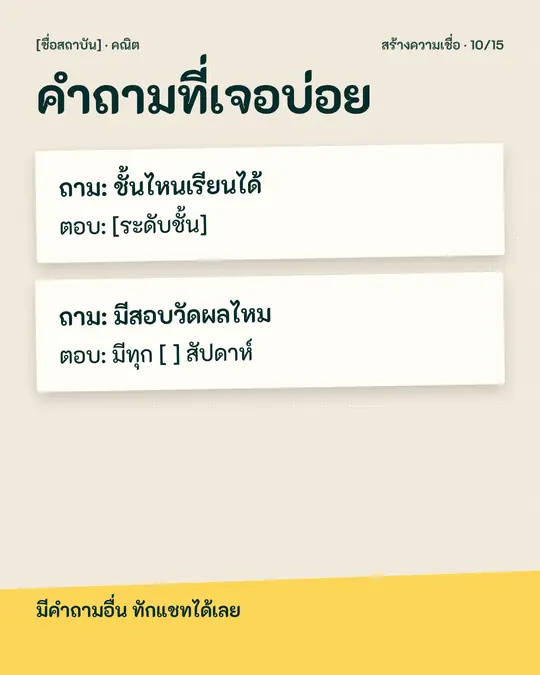 [ชื่อสถาบัน] · คณิต
สร้างความเชื่อ · 10/15
คำถามที่เจอบ่อย
ถาม: ชั้นไหนเรียนได้
ตอบ: [ระดับชั้น]
ถาม: มีสอบวัดผลไหม
ตอบ: มีทุก [ ] สัปดาห์
มีคำถามอื่น ทักแชทได้เลย